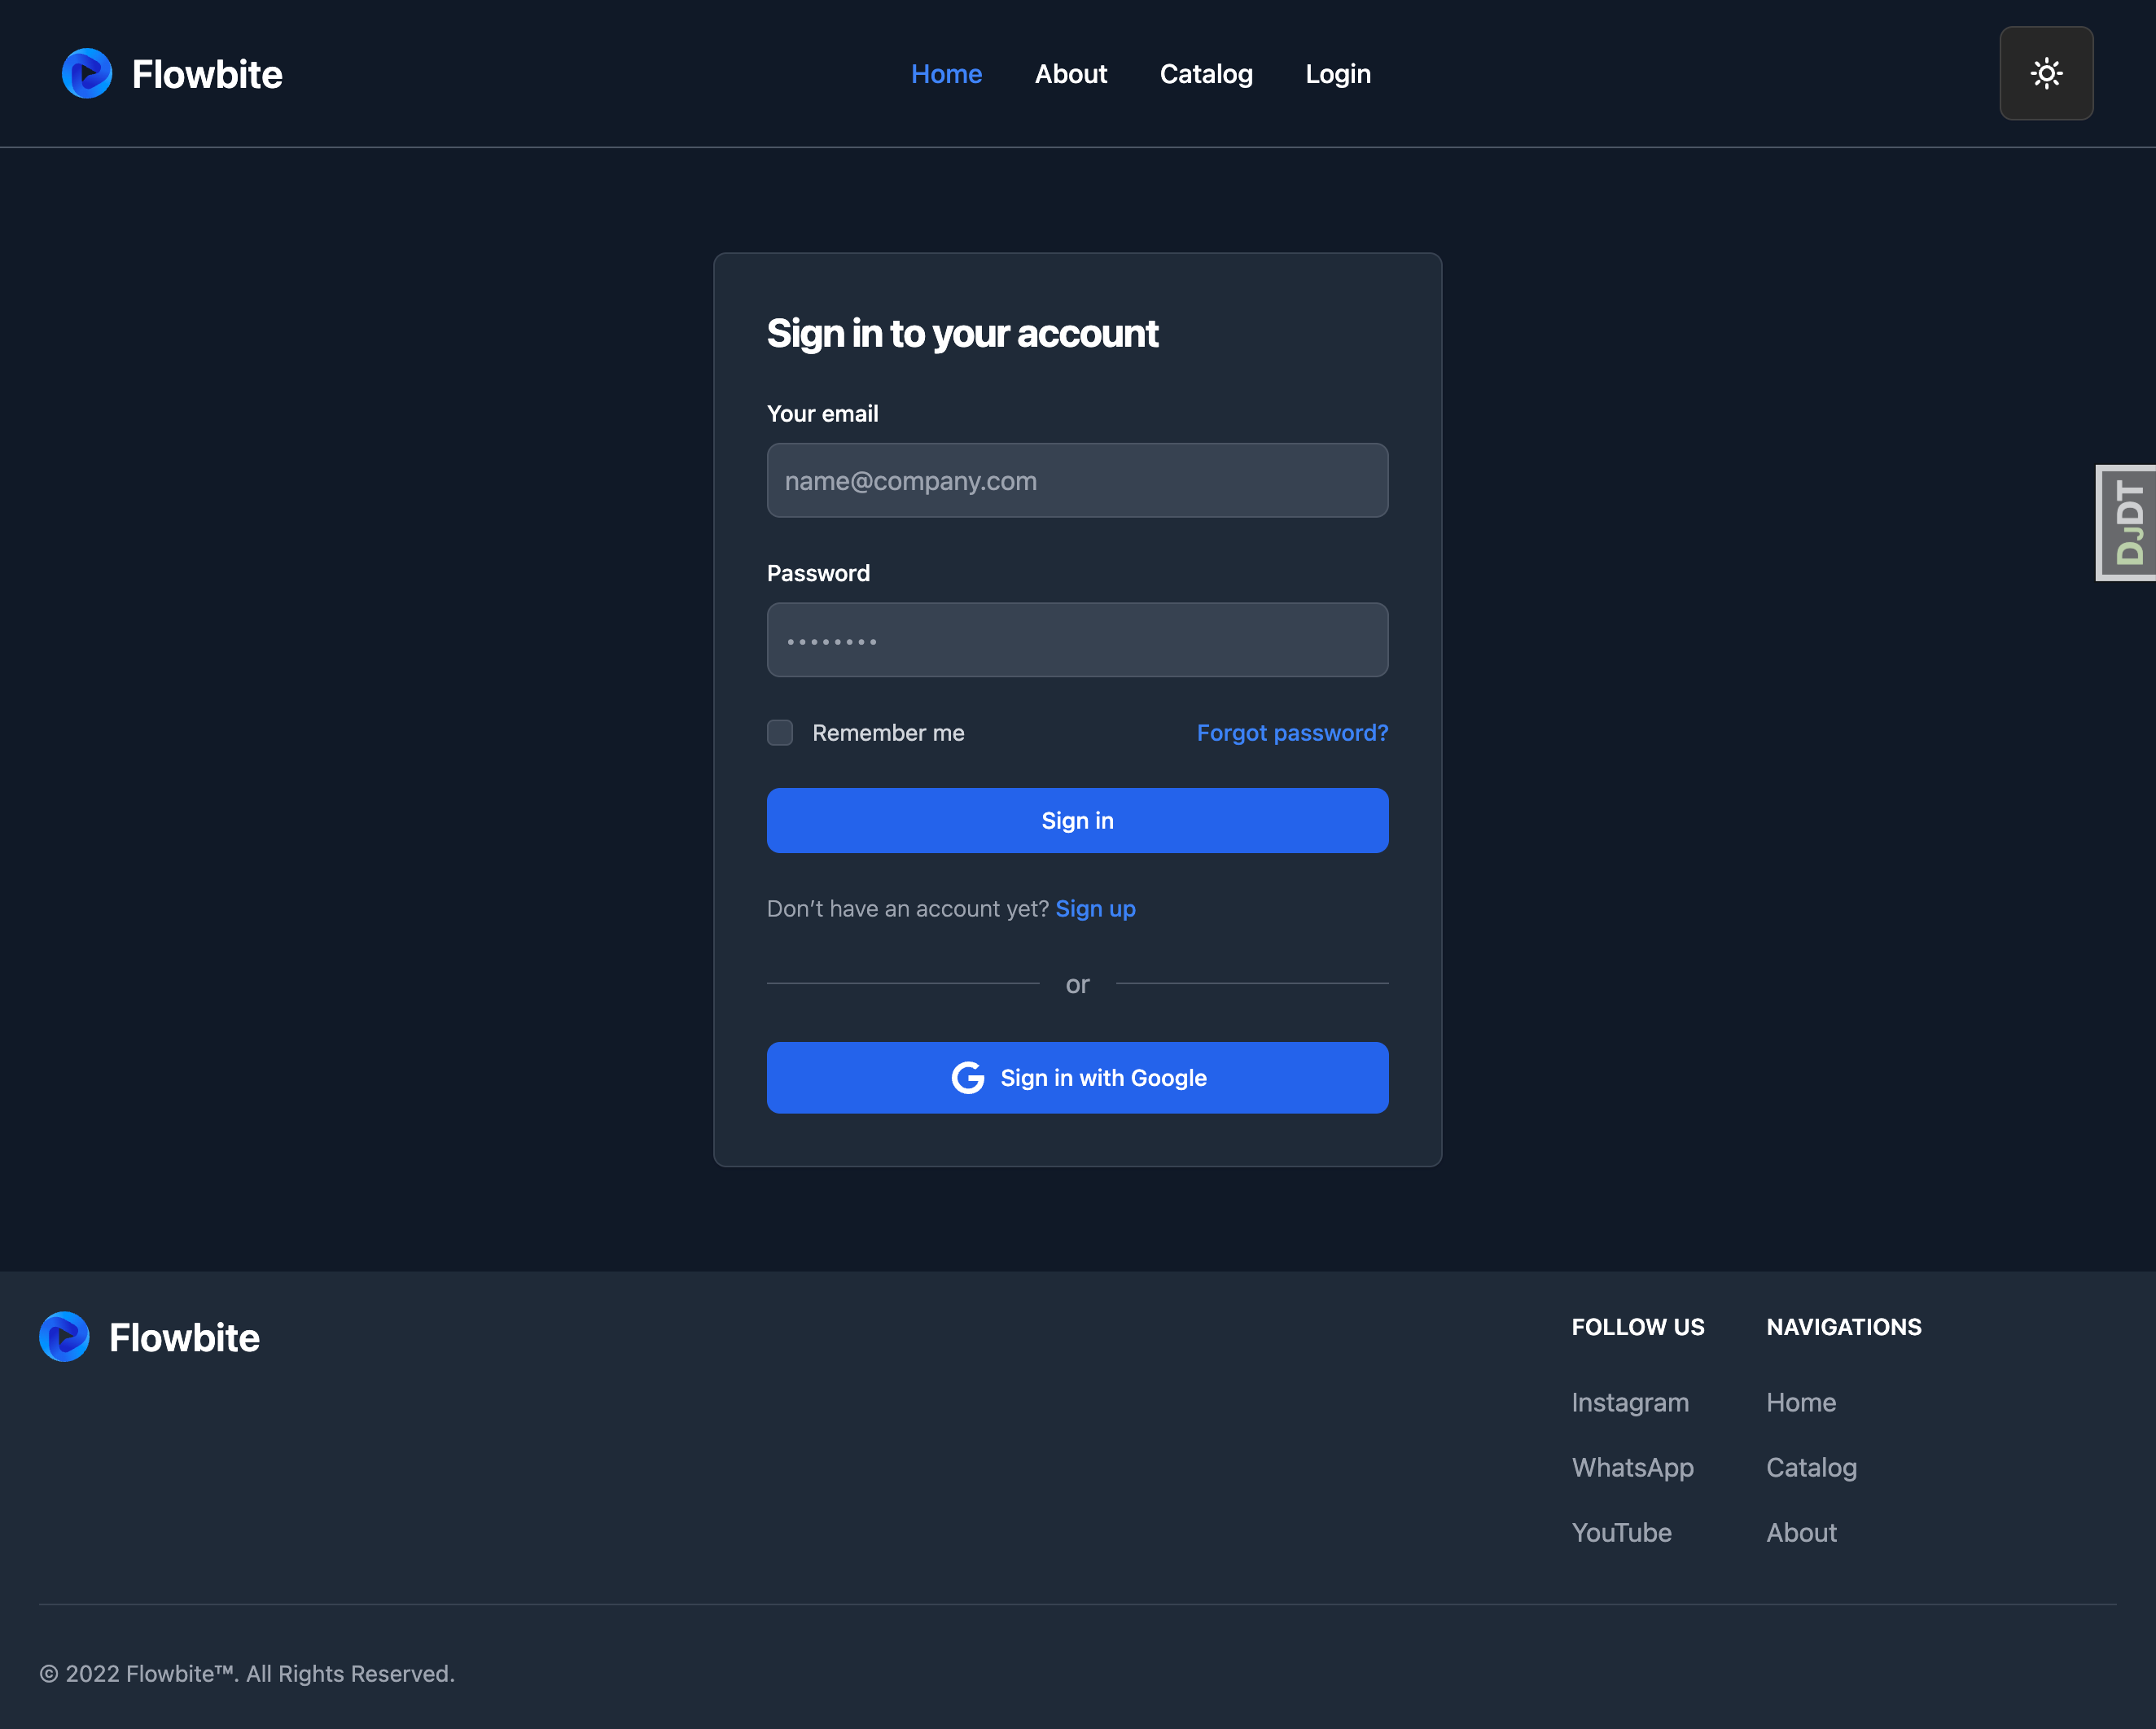 Flowbite
Home About Catalog Login
Sign in to your account
Your email
name@company.com
Password
••••••••
Remember me Forgot password?
Sign in
Don’t have an account yet? Sign up
or
G Sign in with Google
DJDT
Flowbite
FOLLOW US NAVIGATIONS
Instagram Home
WhatsApp Catalog
YouTube About
© 2022 Flowbite™. All Rights Reserved.